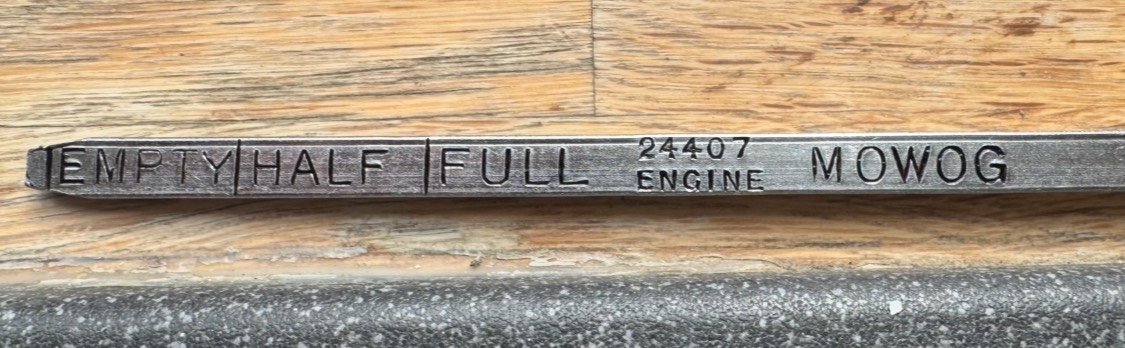 EMPTY HALF FULL
24407
ENGINE
MOWOG